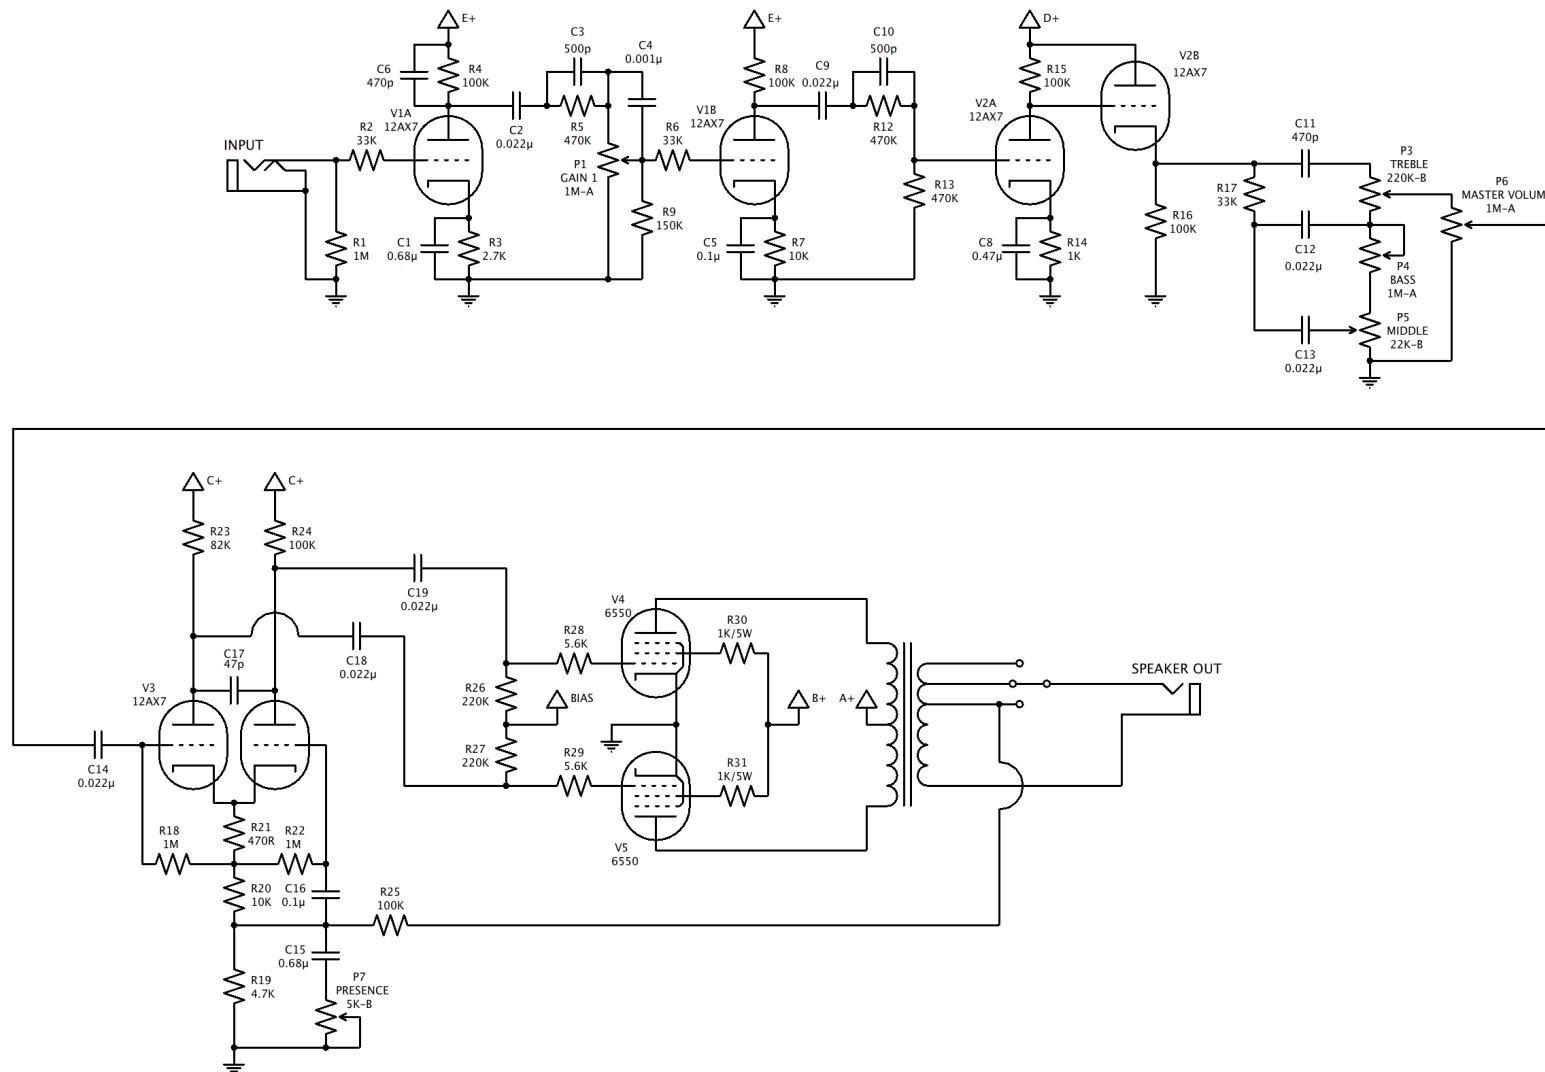 E+
E+
D+
C3
500p
C4
0.001µ
C10
500p
C6
470p
R4
100K
R8
100K
C9
0.022µ
R15
100K
V2B
12AX7
V1A
12AX7
V1B
12AX7
V2A
12AX7
INPUT
R2
33K
C2
0.022µ
R5
470K
R6
33K
R12
470K
C11
470p
P1
GAIN 1
1M-A
P3
TREBLE
220K-B
P6
MASTER VOLUM
1M-A
R13
470K
R17
33K
R9
150K
R16
100K
R1
1M
C1
0.68µ
R3
2.7K
C5
0.1µ
R7
10K
C8
0.47µ
R14
1K
C12
0.022µ
P4
BASS
1M-A
P5
MIDDLE
22K-B
C13
0.022µ
C+
C+
R23
82K
R24
100K
C19
0.022µ
V4
6550
R30
1K/5W
R28
5.6K
C17
47p
C18
0.022µ
SPEAKER OUT
V3
12AX7
R26
220K
BIAS
B+
A+
R27
220K
R29
5.6K
R31
1K/5W
C14
0.022µ
R18
1M
R21
470R
R22
1M
V5
6550
R20
10K
C16
0.1µ
R25
100K
C15
0.68µ
R19
4.7K
P7
PRESENCE
5K-B